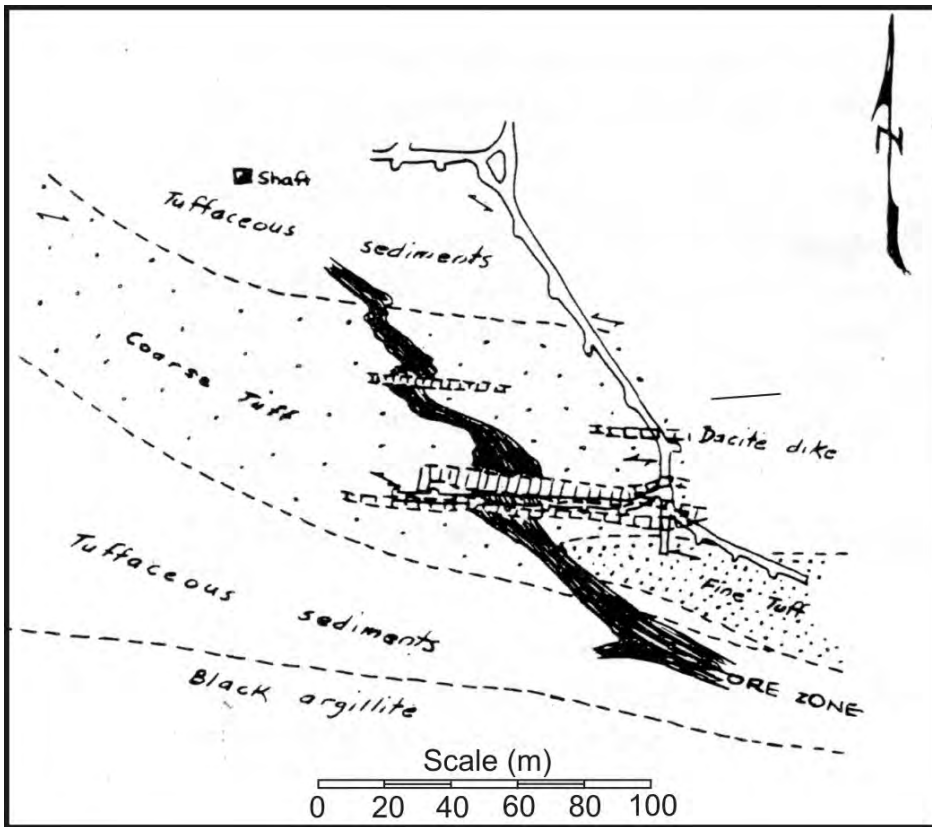 N
Shaft
Tuffaceous
sediments
Coarse Tuff
Dacite dike
Tuffaceous
sediments
Fine Tuff
ORE ZONE
Black argillite
Scale (m)
0 20 40 60 80 100